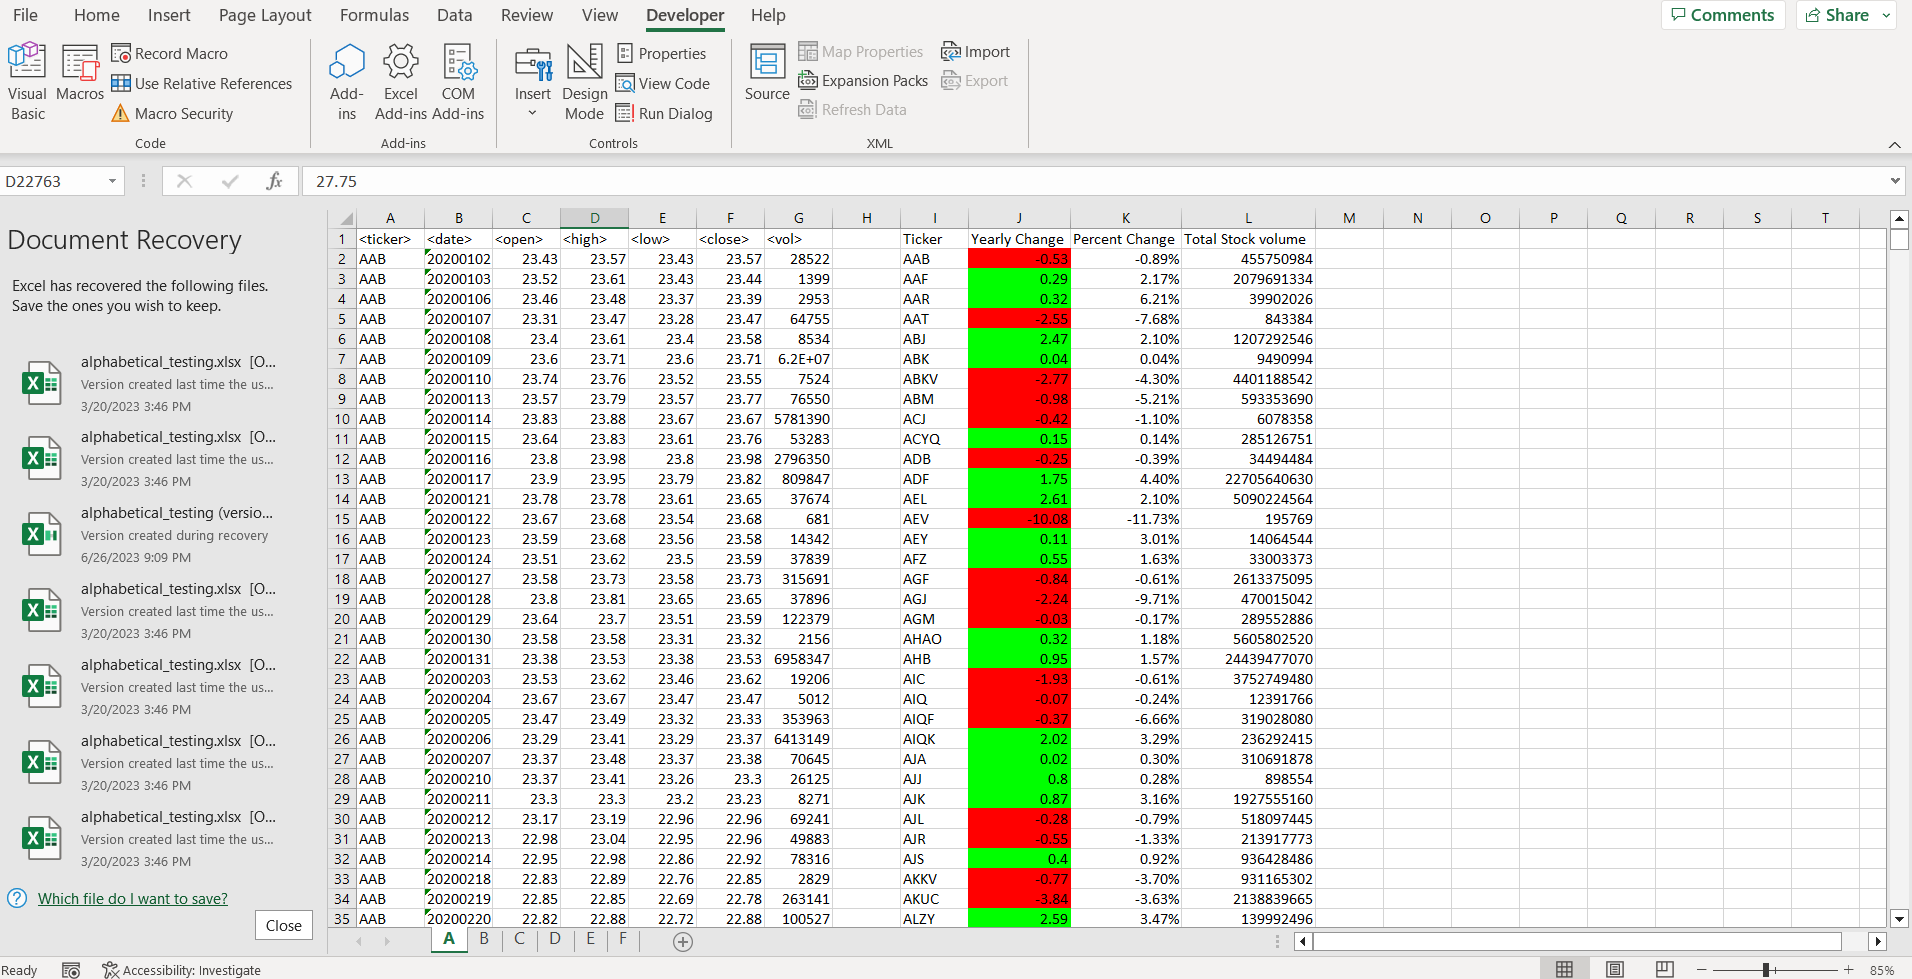 File Home Insert Page Layout Formulas Data Review View Developer Help Comments Share
Visual Basic
Macros
Record Macro
Use Relative References
Macro Security
Code
Add-ins
Excel Add-ins
COM Add-ins
Add-ins
Insert
Design Mode
Properties
View Code
Run Dialog
Controls
Source
Map Properties
Expansion Packs
Refresh Data
Import
Export
XML
D22763 fx 27.75
Document Recovery
Excel has recovered the following files.
Save the ones you wish to keep.
alphabetical_testing.xlsx [O...
Version created last time the us...
3/20/2023 3:46 PM
alphabetical_testing.xlsx [O...
Version created last time the us...
3/20/2023 3:46 PM
alphabetical_testing (versio...
Version created during recovery
6/26/2023 9:09 PM
alphabetical_testing.xlsx [O...
Version created last time the us...
3/20/2023 3:46 PM
alphabetical_testing.xlsx [O...
Version created last time the us...
3/20/2023 3:46 PM
alphabetical_testing.xlsx [O...
Version created last time the us...
3/20/2023 3:46 PM
alphabetical_testing.xlsx [O...
Version created last time the us...
3/20/2023 3:46 PM
? Which file do I want to save?
Close
A B C D E F G H I J K L M N O P Q R S T
1 <ticker> <date> <open> <high> <low> <close> <vol> Ticker Yearly Change Percent Change Total Stock volume
2 AAB 20200102 23.43 23.57 23.43 23.57 28522 AAB -0.53 -0.89% 455750984
3 AAB 20200103 23.52 23.61 23.43 23.44 1399 AAF 0.29 2.17% 2079691334
4 AAB 20200106 23.46 23.48 23.37 23.39 2953 AAR 0.32 6.21% 39902026
5 AAB 20200107 23.31 23.47 23.28 23.47 64755 AAT -2.55 -7.68% 843384
6 AAB 20200108 23.4 23.61 23.4 23.58 8534 ABJ 2.47 2.10% 1207292546
7 AAB 20200109 23.6 23.71 23.6 23.71 6.2E+07 ABK 0.04 0.04% 9490994
8 AAB 20200110 23.74 23.76 23.52 23.55 7524 ABKV -2.77 -4.30% 4401188542
9 AAB 20200113 23.57 23.79 23.57 23.77 76550 ABM -0.98 -5.21% 593353690
10 AAB 20200114 23.83 23.88 23.67 23.67 5781390 ACJ -0.42 -1.10% 6078358
11 AAB 20200115 23.64 23.83 23.61 23.76 53283 ACYQ 0.15 0.14% 285126751
12 AAB 20200116 23.8 23.98 23.8 23.98 2796350 ADB -0.25 -0.39% 34494484
13 AAB 20200117 23.9 23.95 23.79 23.82 809847 ADF 1.75 4.40% 22705640630
14 AAB 20200121 23.78 23.78 23.61 23.65 37674 AEL 2.61 2.10% 5090224564
15 AAB 20200122 23.67 23.68 23.54 23.68 681 AEV -10.08 -11.73% 195769
16 AAB 20200123 23.59 23.68 23.56 23.58 14342 AEY 0.11 3.01% 14064544
17 AAB 20200124 23.51 23.62 23.5 23.59 37839 AFZ 0.55 1.63% 33003373
18 AAB 20200127 23.58 23.73 23.58 23.73 315691 AGF -0.84 -0.61% 2613375095
19 AAB 20200128 23.8 23.81 23.65 23.65 37896 AGJ -2.24 -9.71% 470015042
20 AAB 20200129 23.64 23.7 23.51 23.59 122379 AGM -0.03 -0.17% 289552886
21 AAB 20200130 23.58 23.58 23.31 23.32 2156 AHAO 0.32 1.18% 5605802520
22 AAB 20200131 23.38 23.53 23.38 23.53 6958347 AHB 0.95 1.57% 24439477070
23 AAB 20200203 23.53 23.62 23.46 23.62 19206 AIC -1.93 -0.61% 3752749480
24 AAB 20200204 23.67 23.67 23.47 23.47 5012 AIQ -0.07 -0.24% 12391766
25 AAB 20200205 23.47 23.49 23.32 23.33 353963 AIQF -0.37 -6.66% 319028080
26 AAB 20200206 23.29 23.41 23.29 23.37 6413149 AIQK 2.02 3.29% 236292415
27 AAB 20200207 23.37 23.48 23.37 23.38 70645 AJA 0.02 0.30% 310691878
28 AAB 20200210 23.37 23.41 23.26 23.3 26125 AJJ 0.8 0.28% 898554
29 AAB 20200211 23.3 23.3 23.2 23.23 8271 AJK 0.87 3.16% 1927555160
30 AAB 20200212 23.17 23.19 22.96 22.96 69241 AJL -0.28 -0.79% 518097445
31 AAB 20200213 22.98 23.04 22.95 22.96 49883 AJR -0.55 -1.33% 213917773
32 AAB 20200214 22.95 22.98 22.86 22.92 78316 AJS 0.4 0.92% 936428486
33 AAB 20200218 22.83 22.89 22.76 22.85 2829 AKKV -0.77 -3.70% 931165302
34 AAB 20200219 22.85 22.85 22.69 22.78 263141 AKUC -3.84 -3.63% 2138839665
35 AAB 20200220 22.82 22.88 22.72 22.88 100527 ALZY 2.59 3.47% 139992496
A B C D E F
Ready Accessibility: Investigate 85%